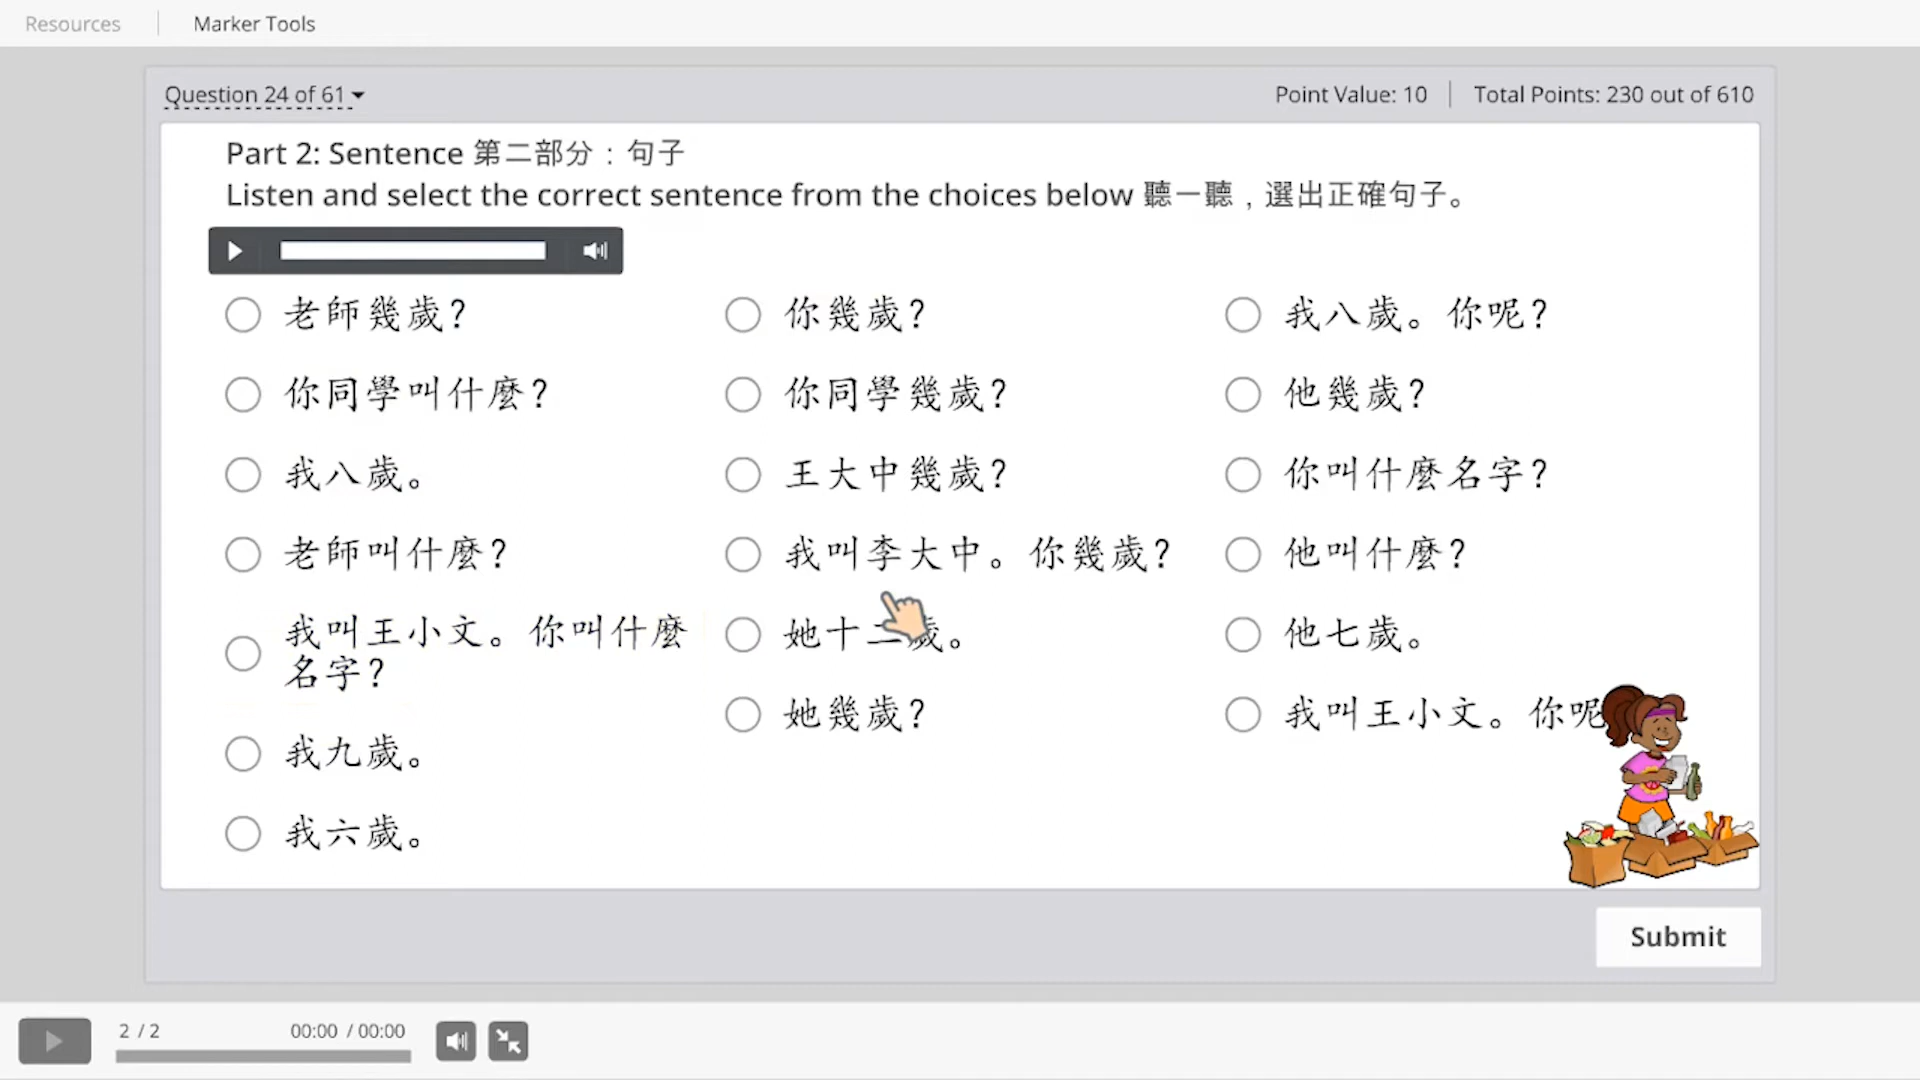 Resources
Marker Tools
Question 24 of 61
Point Value: 10
Total Points: 230 out of 610
Part 2: Sentence 第二部分：句子
Listen and select the correct sentence from the choices below 聽一聽，選出正確句子。
老師幾歲？
你同學叫什麼？
我八歲。
老師叫什麼？
我叫王小文。你叫什麼
名字？
我九歲。
我六歲。
你幾歲？
你同學幾歲？
王大中幾歲？
我叫李大中。你幾歲？
她十二歲。
她幾歲？
我八歲。你呢？
他幾歲？
你叫什麼名字？
他叫什麼？
他七歲。
我叫王小文。你呢
Submit
2 / 2
00:00 / 00:00